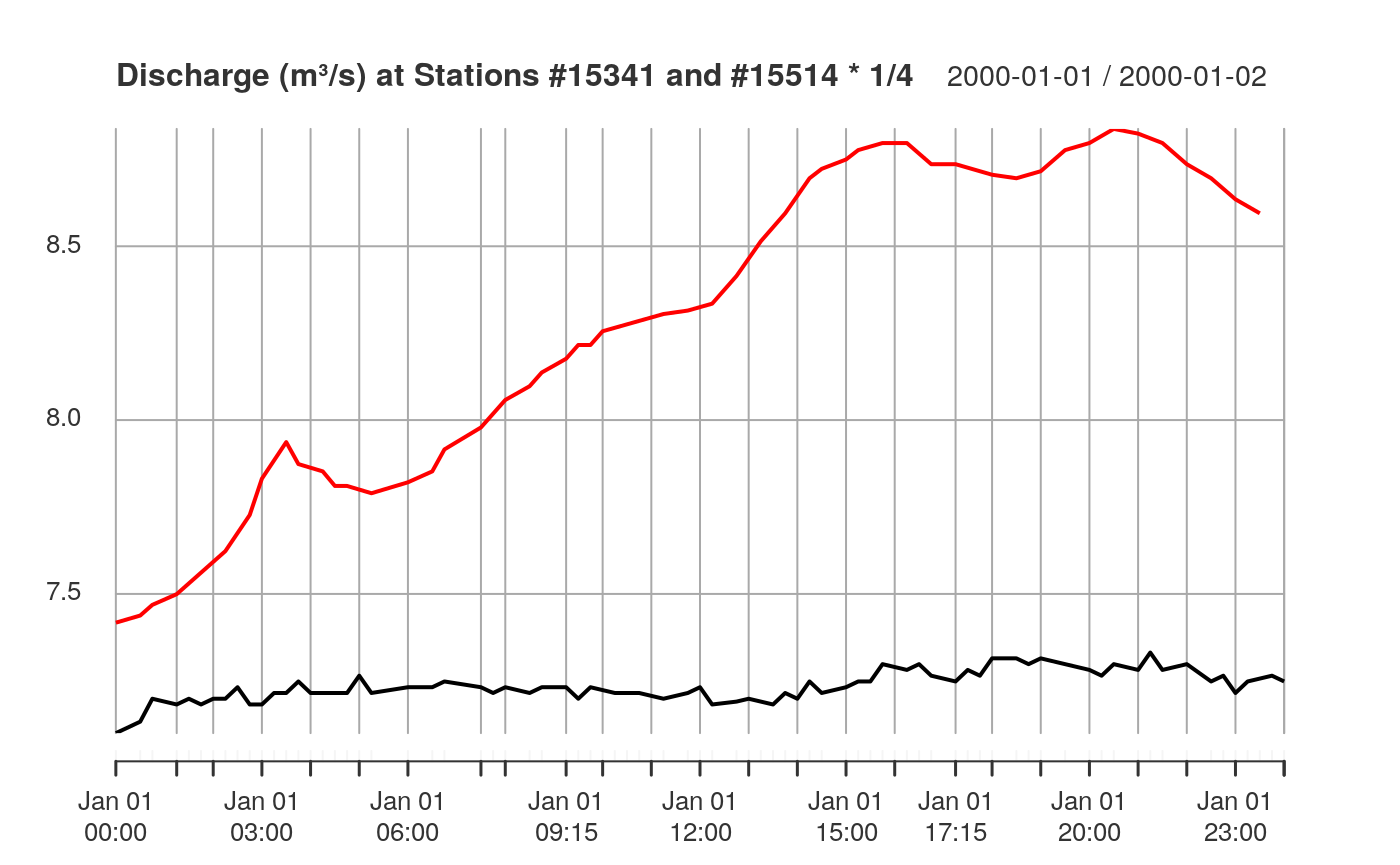 Discharge (m³/s) at Stations #15341 and #15514 * 1/4 2000-01-01 / 2000-01-02
8.5
8.0
7.5
Jan 01 Jan 01 Jan 01 Jan 01 Jan 01 Jan 01 Jan 01 Jan 01 Jan 01
00:00 03:00 06:00 09:15 12:00 15:00 17:15 20:00 23:00